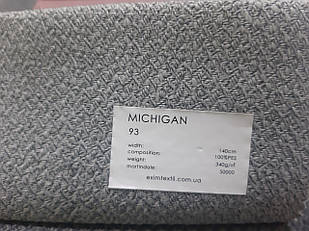 MICHIGAN
93
width: 140cm
composition: 100%PES
weight: 340g/m²
martindale: 50000
eximtextil.com.ua